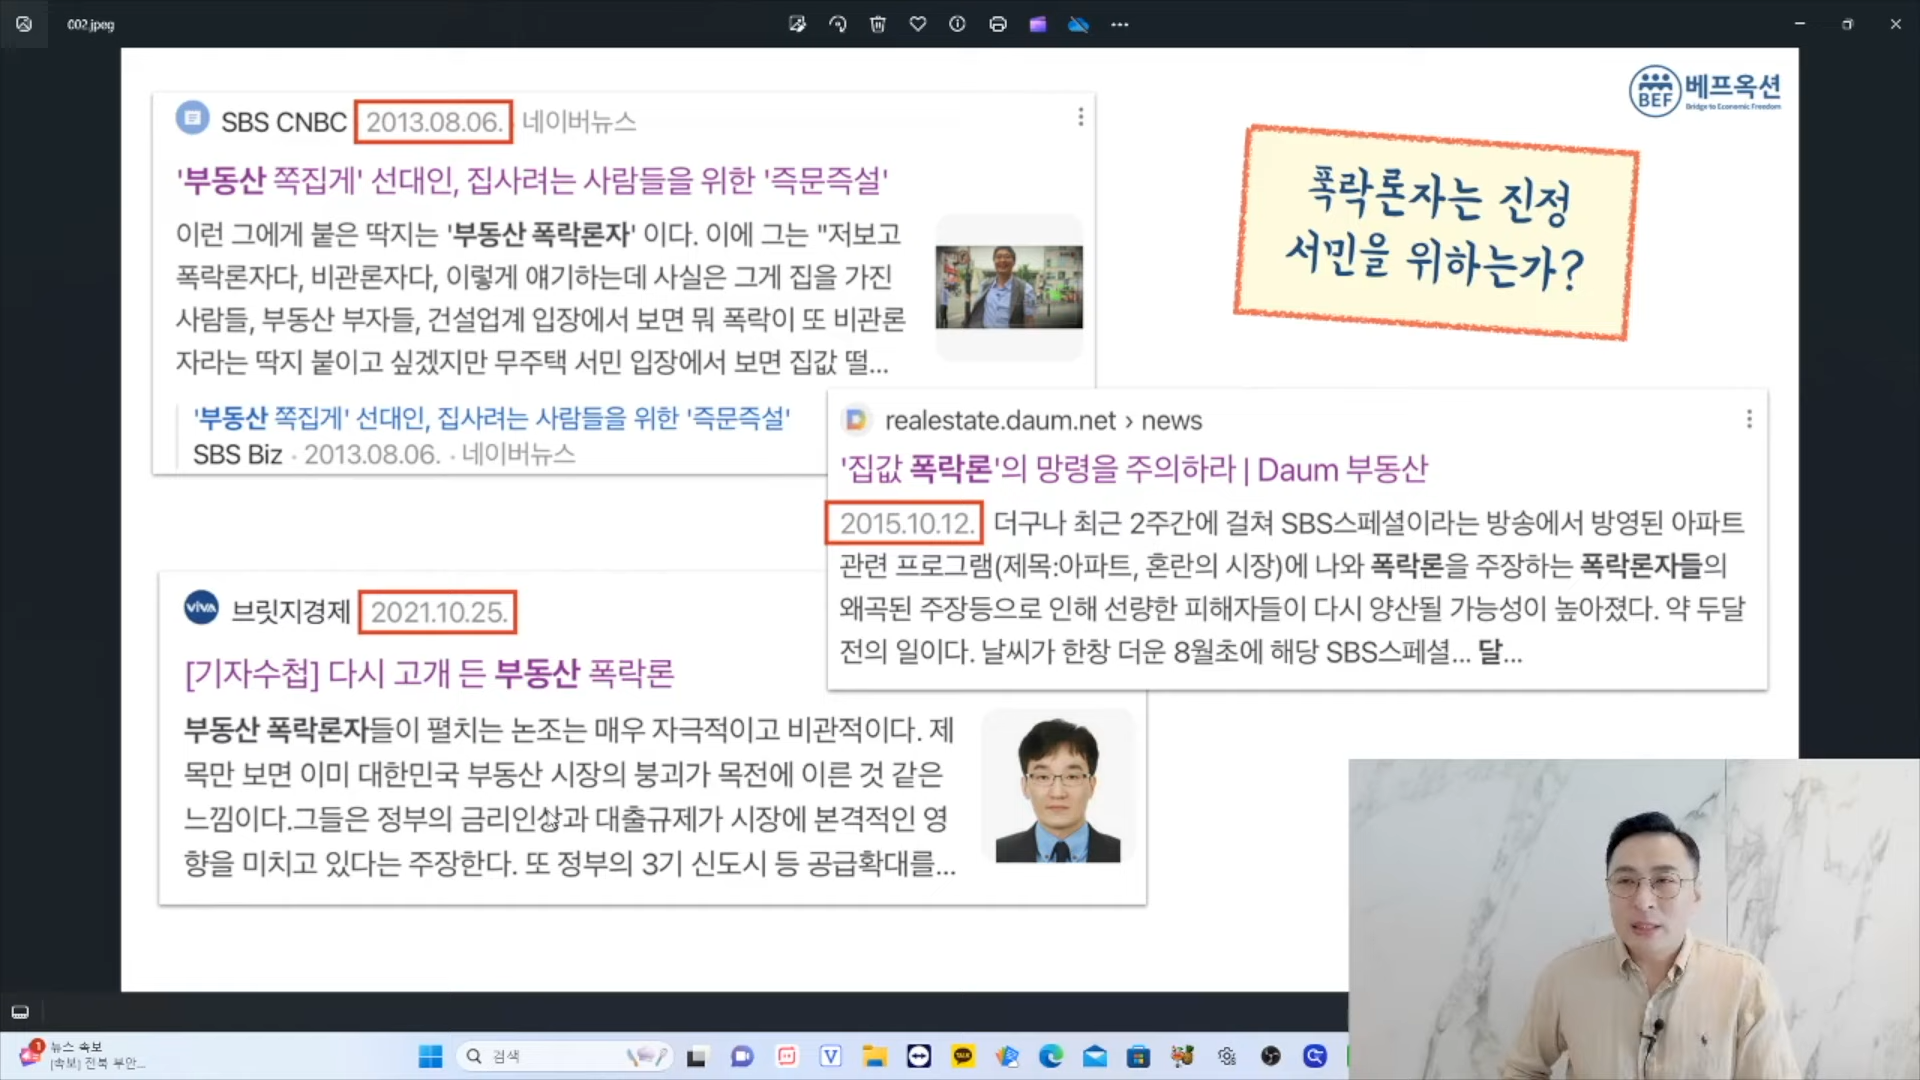 002.jpeg
SBS CNBC 2013.08.06. 네이버뉴스
'부동산 쪽집게' 선대인, 집사려는 사람들을 위한 '즉문즉설'
이런 그에게 붙은 딱지는 '부동산 폭락론자' 이다. 이에 그는 "저보고
폭락론자다, 비관론자다, 이렇게 얘기하는데 사실은 그게 집을 가진
사람들, 부동산 부자들, 건설업계 입장에서 보면 뭐 폭락이 또 비관론
자라는 딱지 붙이고 싶겠지만 무주택 서민 입장에서 보면 집값 떨...
'부동산 쪽집게' 선대인, 집사려는 사람들을 위한 '즉문즉설'
SBS Biz · 2013.08.06. · 네이버뉴스
BEF 베프옥션
Bridge to Economic Freedom
폭락론자는 진정
서민을 위하는가?
realestate.daum.net › news
'집값 폭락론'의 망령을 주의하라 | Daum 부동산
2015.10.12. 더구나 최근 2주간에 걸쳐 SBS스페셜이라는 방송에서 방영된 아파트
관련 프로그램(제목:아파트, 혼란의 시장)에 나와 폭락론을 주장하는 폭락론자들의
왜곡된 주장등으로 인해 선량한 피해자들이 다시 양산될 가능성이 높아졌다. 약 두달
전의 일이다. 날씨가 한창 더운 8월초에 해당 SBS스페셜... 달...
viva 브릿지경제 2021.10.25.
[기자수첩] 다시 고개 든 부동산 폭락론
부동산 폭락론자들이 펼치는 논조는 매우 자극적이고 비관적이다. 제
목만 보면 이미 대한민국 부동산 시장의 붕괴가 목전에 이른 것 같은
느낌이다.그들은 정부의 금리인상과 대출규제가 시장에 본격적인 영
향을 미치고 있다는 주장한다. 또 정부의 3기 신도시 등 공급확대를...
1
뉴스 속보
[속보] 전북 부안...
검색
V
TALK